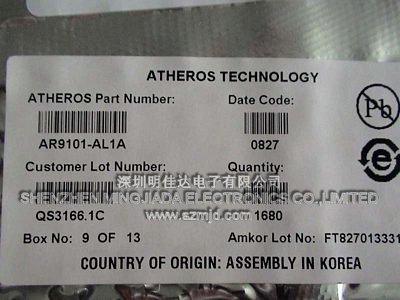 ATHEROS TECHNOLOGY
ATHEROS Part Number: Date Code:
AR9101-AL1A 0827
Pb
Customer Lot Number: Quantity:
深圳明佳达电子有限公司
SHENZHEN MINGJIADA ELECTRONICS CO.,LIMITED
QS3166.1C 1680
www.szmjd.com
Box No: 9 OF 13 Amkor Lot No: FT827013331
COUNTRY OF ORIGIN: ASSEMBLY IN KOREA